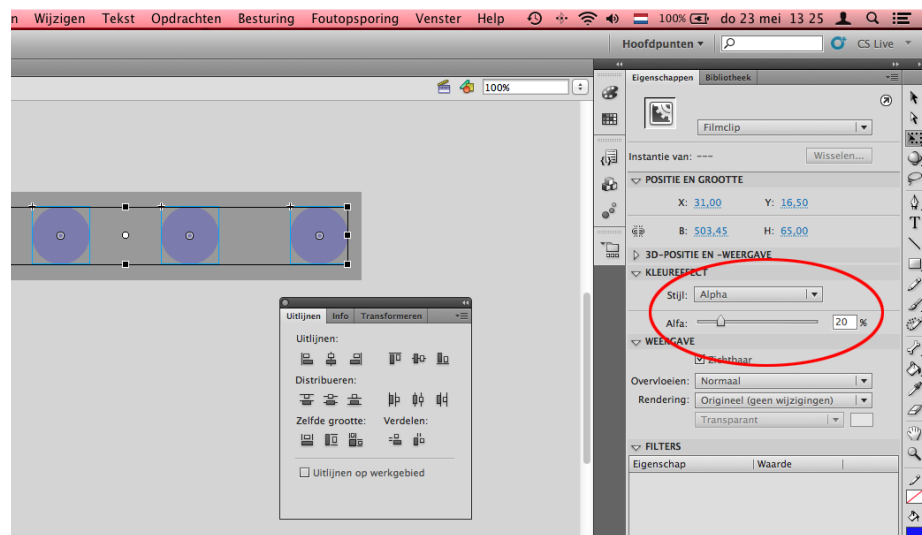 n Wijzigen Tekst Opdrachten Besturing Foutopsporing Venster Help 100% do 23 mei 13 25
Hoofdpunten CS Live
Eigenschappen Bibliotheek
100%
Filmclip
Instantie van: --- Wisselen...
POSITIE EN GROOTTE
X: 31,00 Y: 16,50
B: 503,45 H: 65,00
3D-POSITIE EN -WEERGAVE
KLEUREFFECT
Stijl: Alpha
Alfa: 20 %
WEERGAVE
Zichtbaar
Overvloeien: Normaal
Rendering: Origineel (geen wijzigingen)
Transparant
FILTERS
Eigenschap Waarde
Uitlijnen Info Transformeren
Uitlijnen:
Distribueren:
Zelfde grootte: Verdelen:
Uitlijnen op werkgebied
T